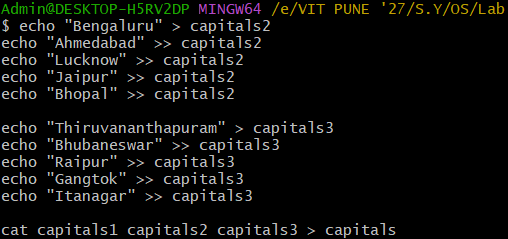 Admin@DESKTOP-H5RV2DP MINGW64 /e/VIT PUNE '27/S.Y/OS/Lab
$ echo "Bengaluru" > capitals2
echo "Ahmedabad" >> capitals2
echo "Lucknow" >> capitals2
echo "Jaipur" >> capitals2
echo "Bhopal" >> capitals2

echo "Thiruvananthapuram" > capitals3
echo "Bhubaneswar" >> capitals3
echo "Raipur" >> capitals3
echo "Gangtok" >> capitals3
echo "Itanagar" >> capitals3

cat capitals1 capitals2 capitals3 > capitals